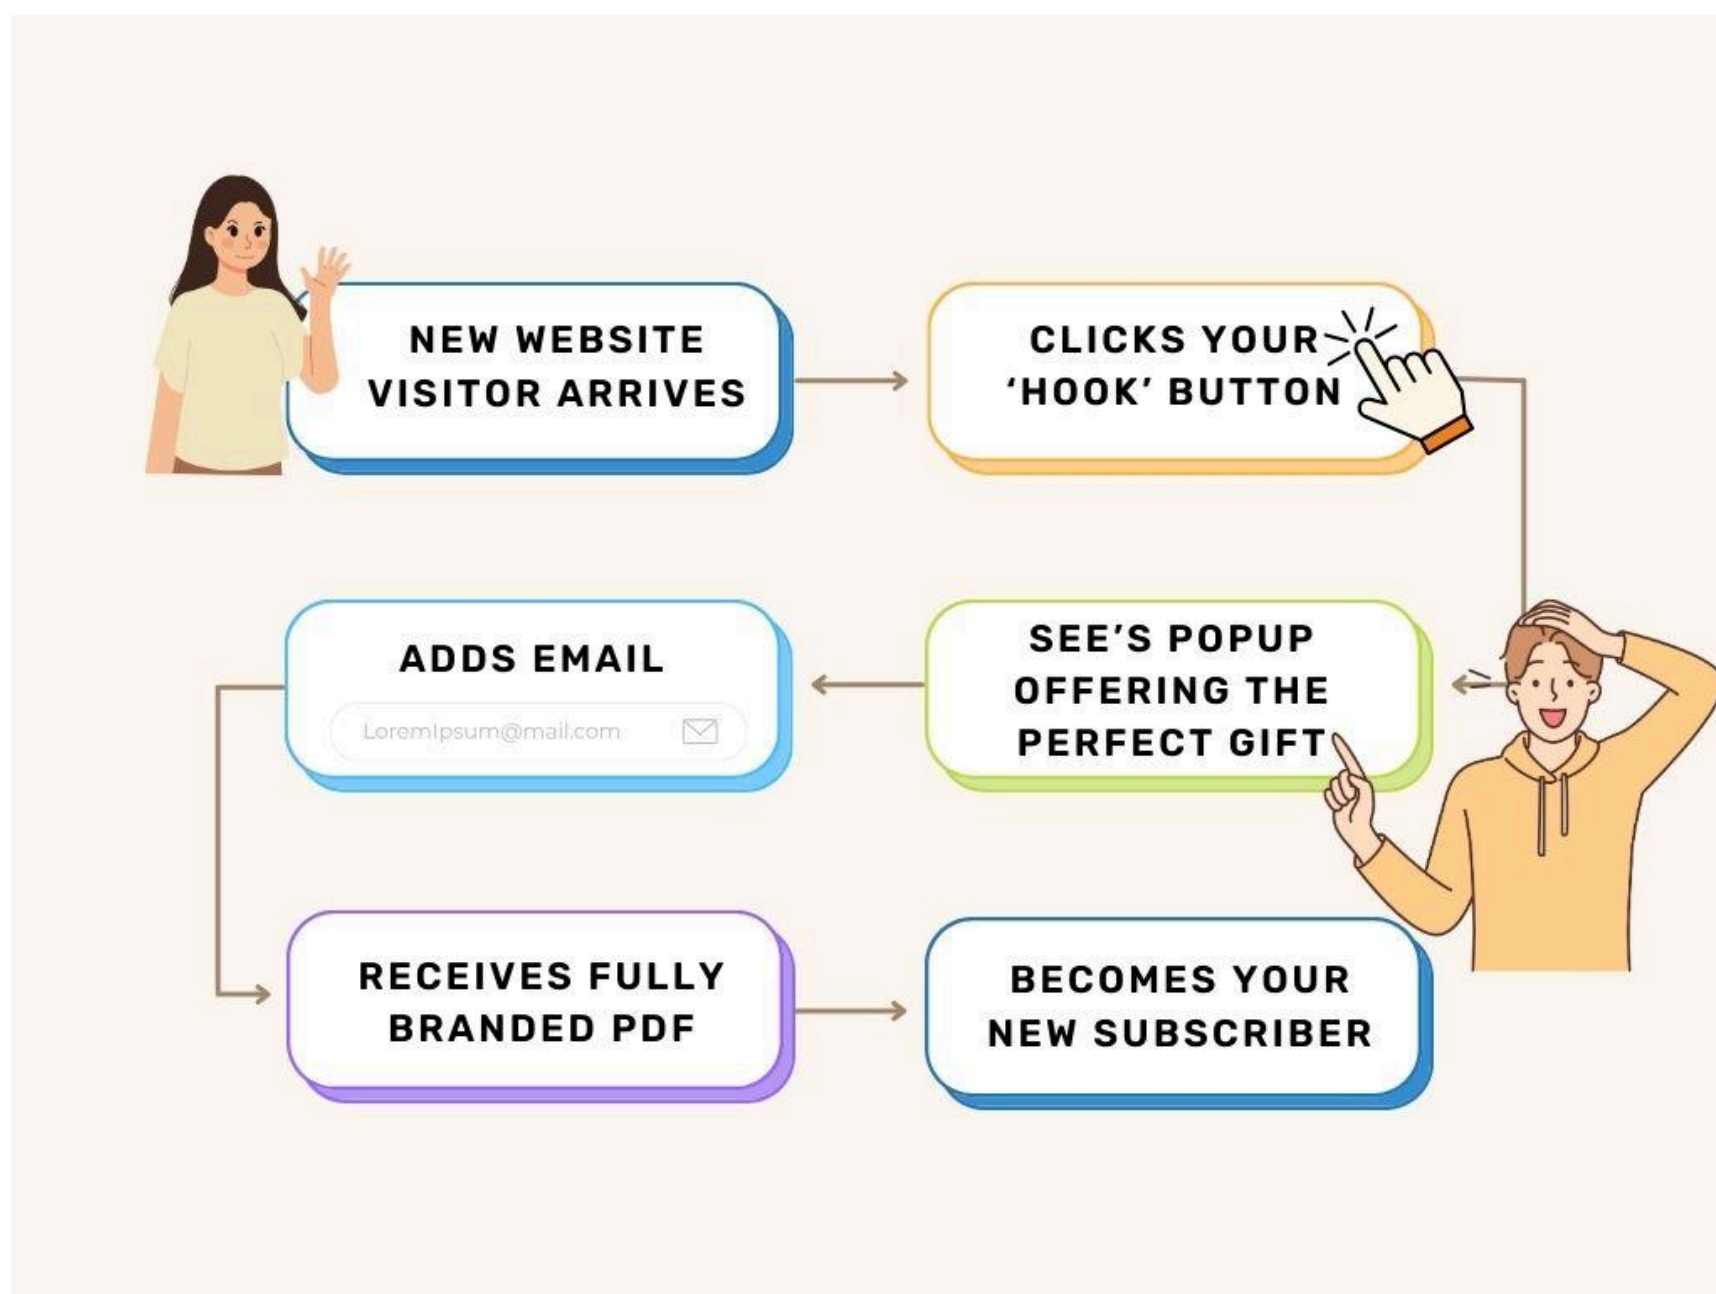 NEW WEBSITE
VISITOR ARRIVES
CLICKS YOUR
‘HOOK’ BUTTON
SEE’S POPUP
OFFERING THE
PERFECT GIFT
ADDS EMAIL
LoremIpsum@mail.com
RECEIVES FULLY
BRANDED PDF
BECOMES YOUR
NEW SUBSCRIBER